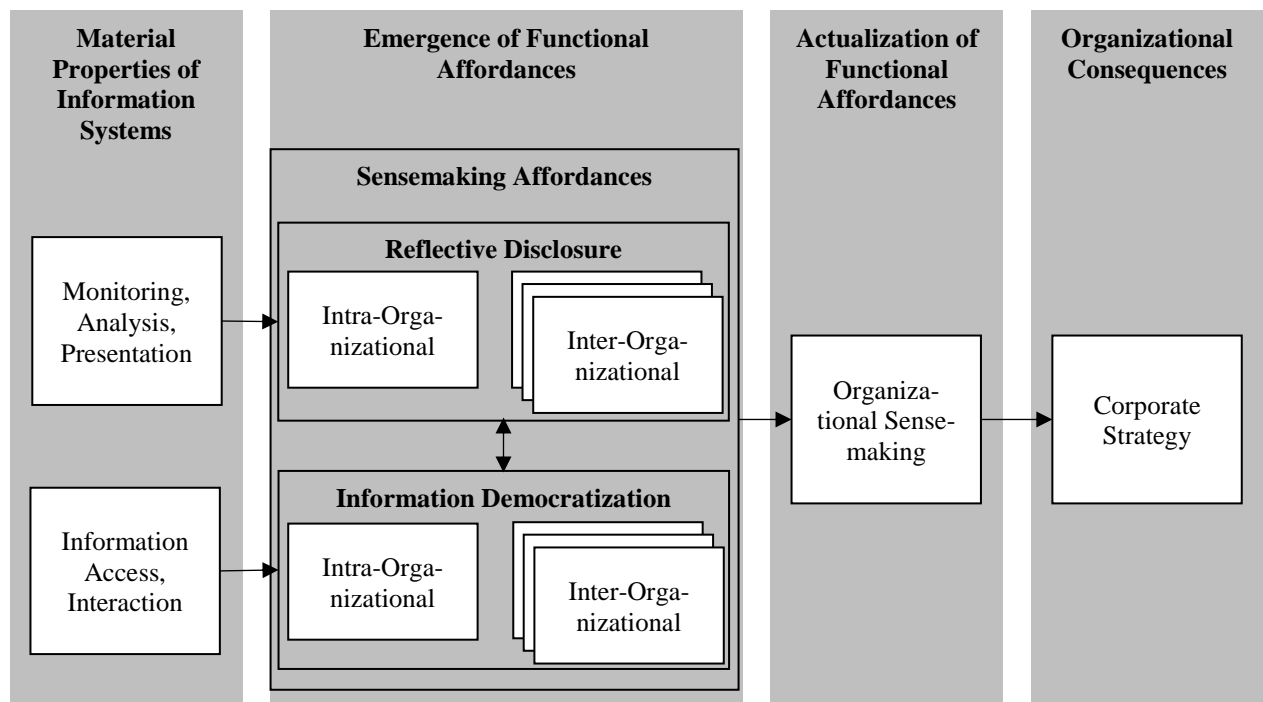 Material
Properties of
Information
Systems
Emergence of Functional
Affordances
Actualization of
Functional
Affordances
Organizational
Consequences
Sensemaking Affordances
Reflective Disclosure
Monitoring,
Analysis,
Presentation
Intra-Orga-
nizational
Inter-Orga-
nizational
Organiza-
tional Sense-
making
Corporate
Strategy
Information Democratization
Information
Access,
Interaction
Intra-Orga-
nizational
Inter-Orga-
nizational